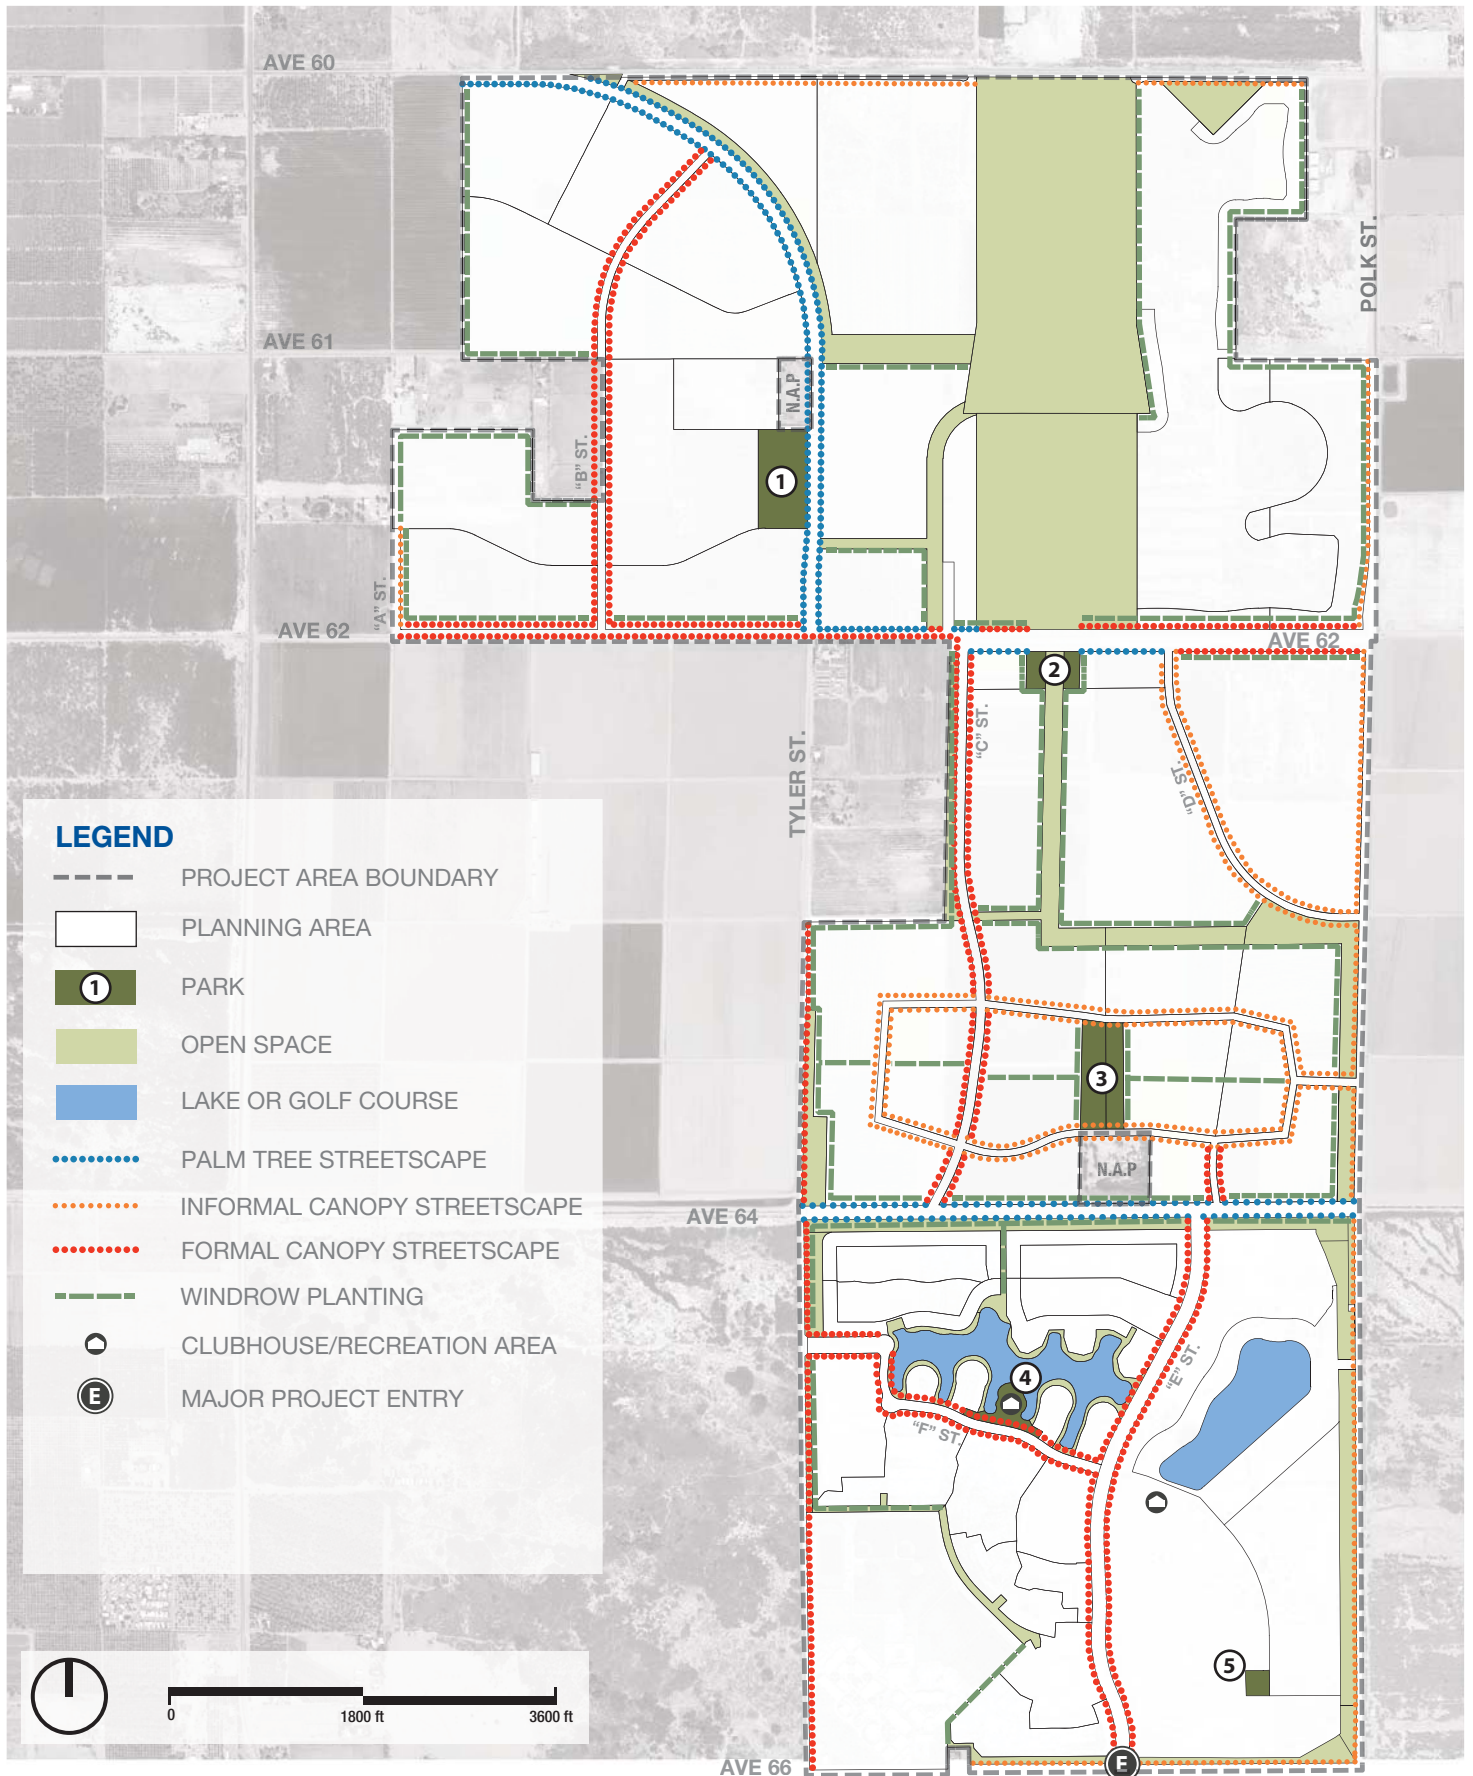 AVE 60
POLK ST.
AVE 61
N.A.P
"B" ST.
1
"A" ST.
AVE 62
AVE 62
2
"C" ST.
TYLER ST.
"D" ST.
LEGEND
PROJECT AREA BOUNDARY
PLANNING AREA
1 PARK
OPEN SPACE
LAKE OR GOLF COURSE
PALM TREE STREETSCAPE
INFORMAL CANOPY STREETSCAPE
FORMAL CANOPY STREETSCAPE
WINDROW PLANTING
CLUBHOUSE/RECREATION AREA
E MAJOR PROJECT ENTRY
3
N.A.P
AVE 64
"E" ST.
4
"F" ST.
5
0 1800 ft 3600 ft
AVE 66
E